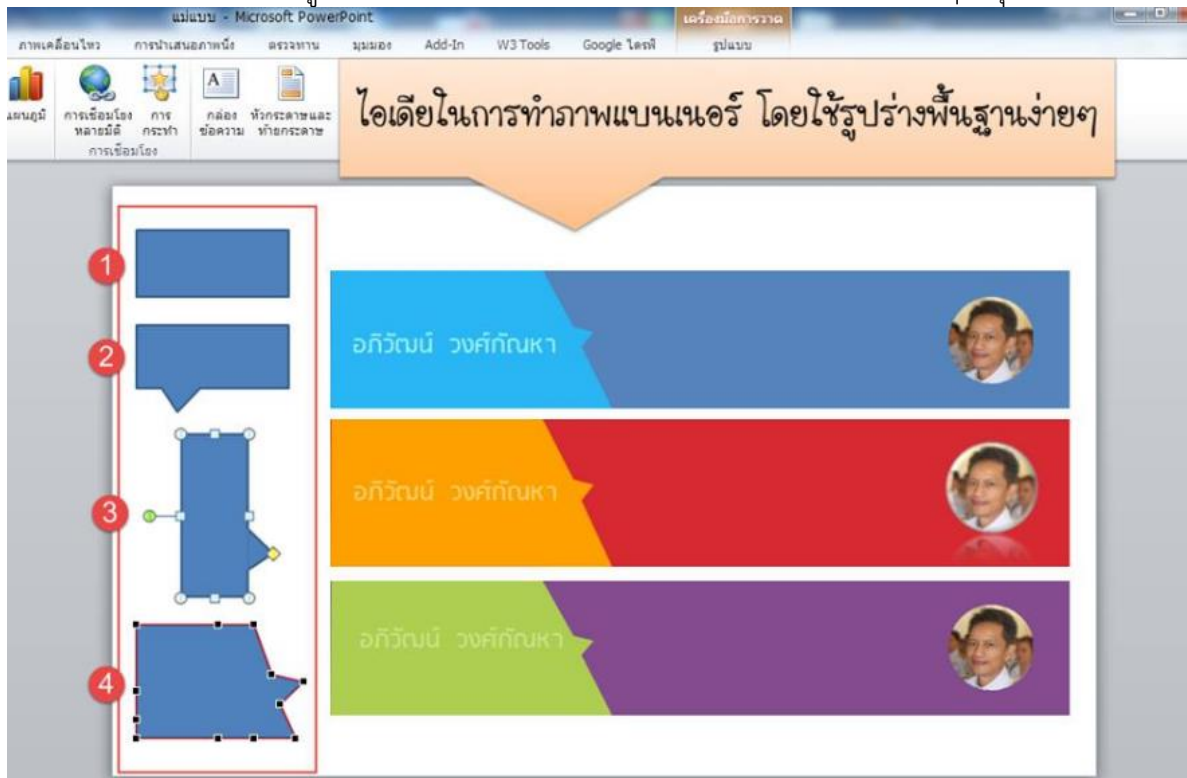 แม่แบบ - Microsoft PowerPoint
เครื่องมือการวาด
ภาพเคลื่อนไหว การนำเสนอภาพนิ่ง ตรวจทาน มุมมอง Add-In W3 Tools Google ไดรฟ์ รูปแบบ
แผนภูมิ
การเชื่อมโยงหลายมิติ
การกระทำ
กล่องข้อความ
หัวกระดาษและท้ายกระดาษ
การเชื่อมโยง
ไอเดียในการทำภาพแบนเนอร์ โดยใช้รูปร่างพื้นฐานง่ายๆ
1
2
3
4
อภิวัฒน์ วงศ์กัณหา
อภิวัฒน์ วงศ์กัณหา
อภิวัฒน์ วงศ์กัณหา